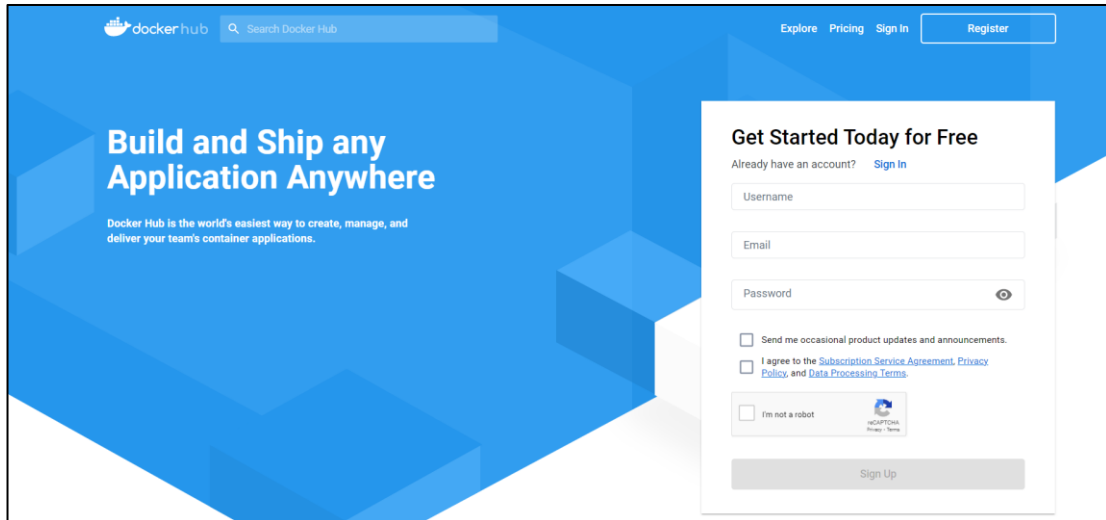 dockerhub
Search Docker Hub
Explore Pricing Sign In Register
Build and Ship any
Application Anywhere
Docker Hub is the world's easiest way to create, manage, and
deliver your team's container applications.
Get Started Today for Free
Already have an account? Sign In
Username
Email
Password
Send me occasional product updates and announcements.
I agree to the Subscription Service Agreement, Privacy
Policy, and Data Processing Terms.
I'm not a robot
reCAPTCHA
Privacy - Terms
Sign Up